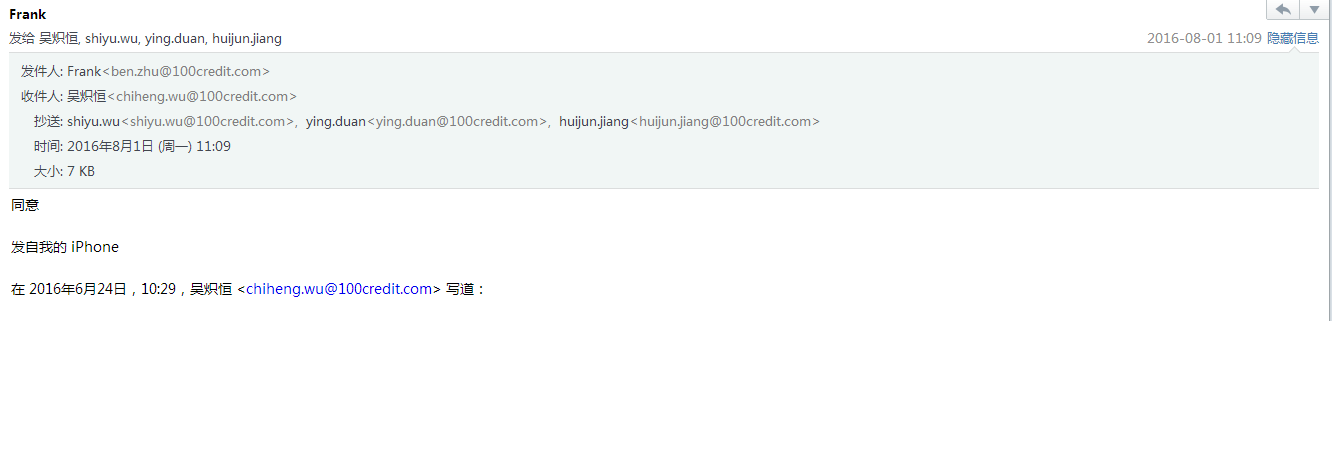 Frank
发给 吴炽恒, shiyu.wu, ying.duan, huijun.jiang
2016-08-01 11:09 隐藏信息
发件人: Frank<ben.zhu@100credit.com>
收件人: 吴炽恒<chiheng.wu@100credit.com>
抄送: shiyu.wu<shiyu.wu@100credit.com>, ying.duan<ying.duan@100credit.com>, huijun.jiang<huijun.jiang@100credit.com>
时间: 2016年8月1日 (周一) 11:09
大小: 7 KB
同意
发自我的 iPhone
在 2016年6月24日，10:29，吴炽恒 <chiheng.wu@100credit.com> 写道：